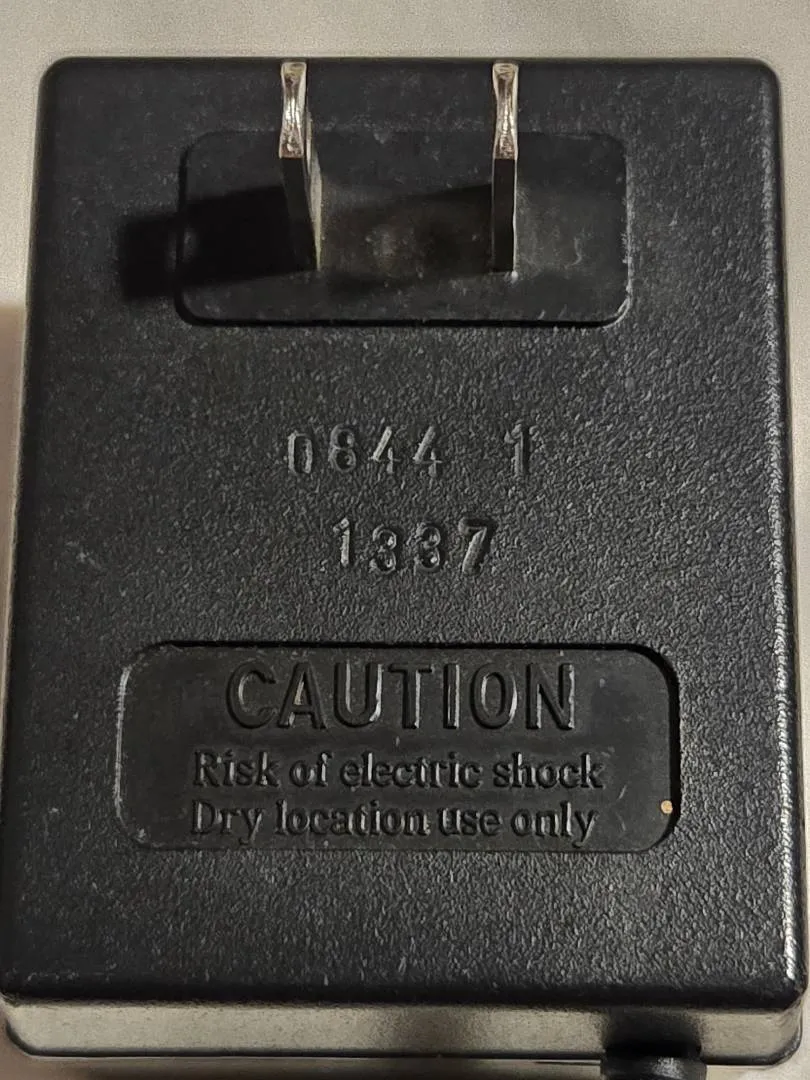 0844 1
1337
CAUTION
Risk of electric shock
Dry location use only